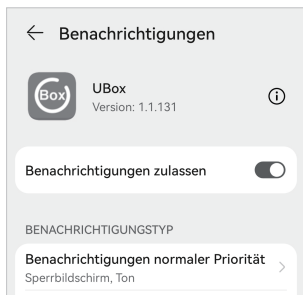 Benachrichtigungen
Box
UBox
Version: 1.1.131
Benachrichtigungen zulassen
BENACHRICHTIGUNGSTYP
Benachrichtigungen normaler Priorität
Sperrbildschirm, Ton